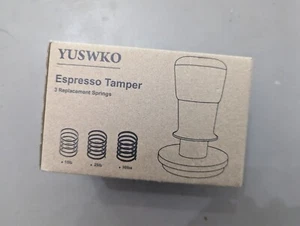 YUSWKO
Espresso Tamper
3 Replacement Springs